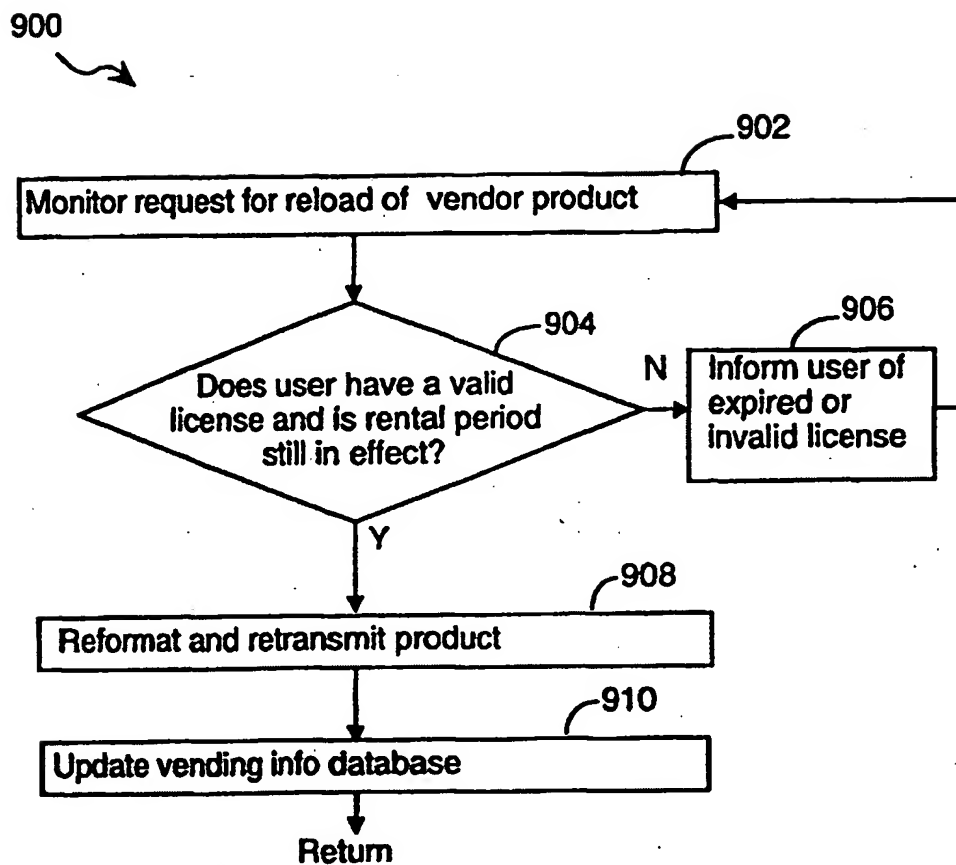 900
902
Monitor request for reload of vendor product
904
Does user have a valid
license and is rental period
still in effect?
N
906
Inform user of
expired or
invalid license
Y
908
Reformat and retransmit product
910
Update vending info database
Return